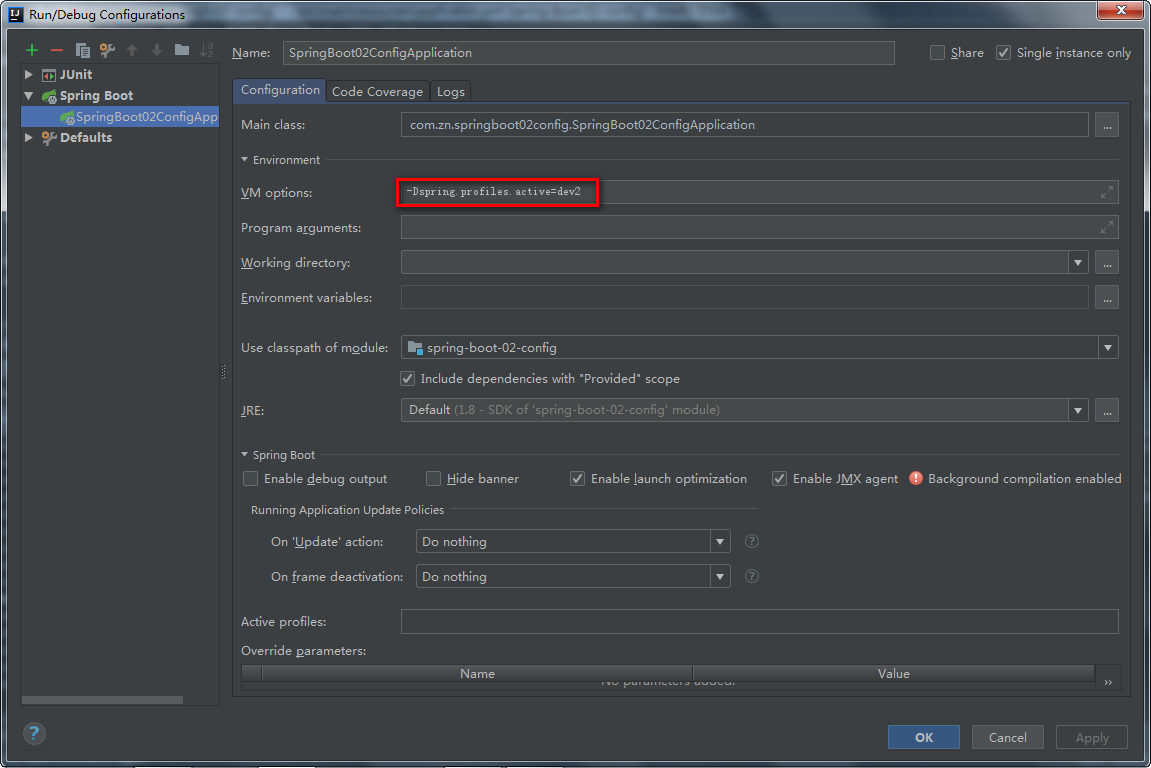 Run/Debug Configurations
Name: SpringBoot02ConfigApplication Share Single instance only
JUnit
Spring Boot
SpringBoot02ConfigApp
Defaults
Configuration Code Coverage Logs
Main class: com.zn.springboot02config.SpringBoot02ConfigApplication ...
Environment
VM options: -Dspring.profiles.active=dev2
Program arguments:
Working directory: ...
Environment variables: ...
Use classpath of module: spring-boot-02-config
Include dependencies with "Provided" scope
JRE: Default (1.8 - SDK of 'spring-boot-02-config' module) ...
Spring Boot
Enable debug output Hide banner Enable launch optimization Enable JMX agent Background compilation enabled
Running Application Update Policies
On 'Update' action: Do nothing ?
On frame deactivation: Do nothing ?
Active profiles:
Override parameters:
Name Value
No parameters added. »
? OK Cancel Apply